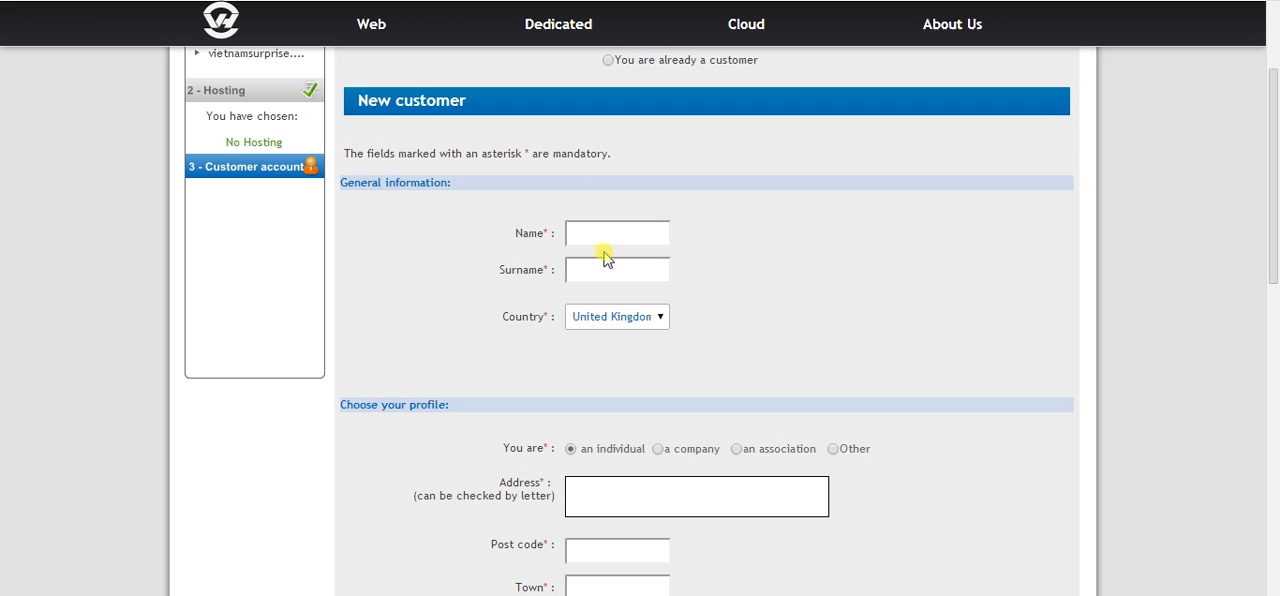 Web Dedicated Cloud About Us
vietnamsurprise....
You are already a customer
2 - Hosting
New customer
You have chosen:
No Hosting
The fields marked with an asterisk * are mandatory.
3 - Customer account
General information:
Name* :
Surname* :
Country* : United Kingdom
Choose your profile:
You are* : an individual a company an association Other
Address* :
(can be checked by letter)
Post code* :
Town* :